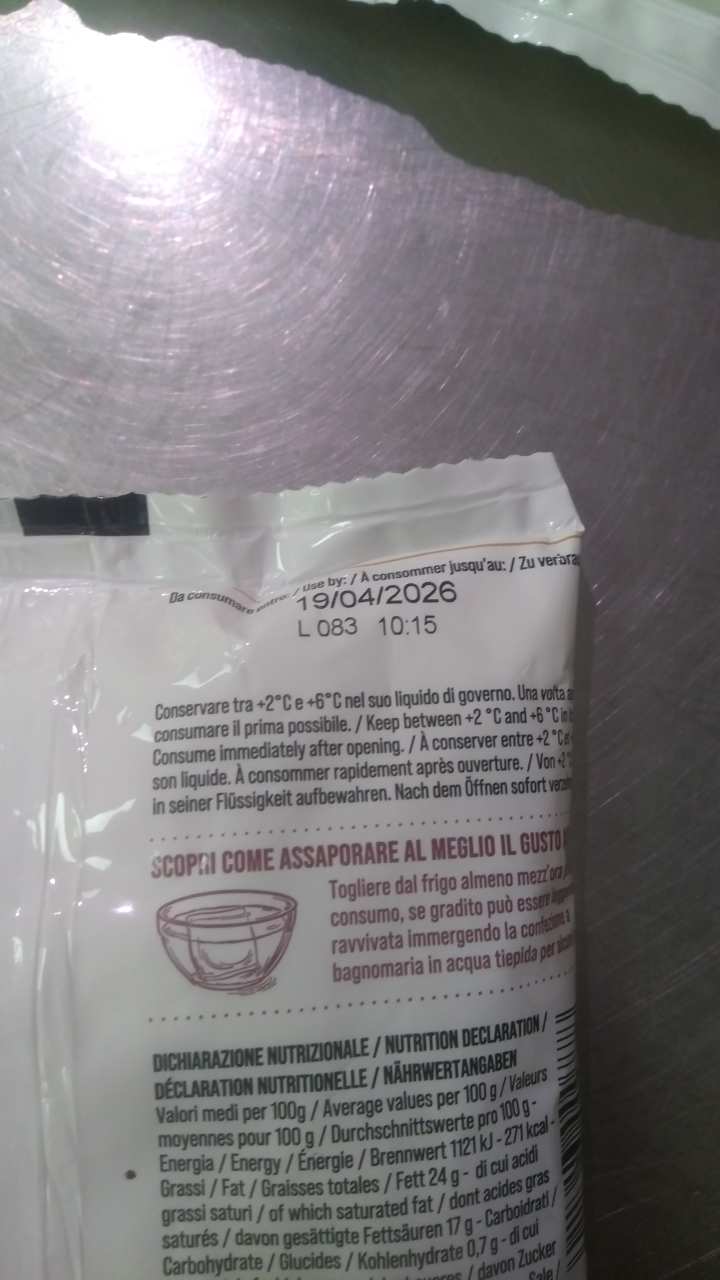 Da consumare entro: / Use by: / À consommer jusqu'au: / Zu
19/04/2026
L 083 10:15
Conservare tra +2°C e +6°C nel suo liquido di governo. Una volta
consumare il prima possibile. / Keep between +2 °C and +6 °C in
Consume immediately after opening. / À conserver entre +2 °C
son liquide. À consommer rapidement après ouverture. / Von +2
in seiner Flüssigkeit aufbewahren. Nach dem Öffnen sofort
SCOPRI COME ASSAPORARE AL MEGLIO IL GUSTO
Togliere dal frigo almeno mezz'ora
consumo, se gradito può essere
ravvivata immergendo la confezione a
bagnomaria in acqua tiepida per
DICHIARAZIONE NUTRIZIONALE / NUTRITION DECLARATION /
DÉCLARATION NUTRITIONELLE / NÄHRWERTANGABEN
Valori medi per 100g / Average values per 100 g / Valeurs
moyennes pour 100 g / Durchschnittswerte pro 100 g -
Energia / Energy / Énergie / Brennwert 1121 kJ - 271 kcal -
Grassi / Fat / Graisses totales / Fett 24 g - di cui acidi
grassi saturi / of which saturated fat / dont acides gras
saturés / davon gesättigte Fettsäuren 17 g - Carboidrati /
Carbohydrate / Glucides / Kohlenhydrate 0,7 g - di cui
/ davon Zucker
Sale /